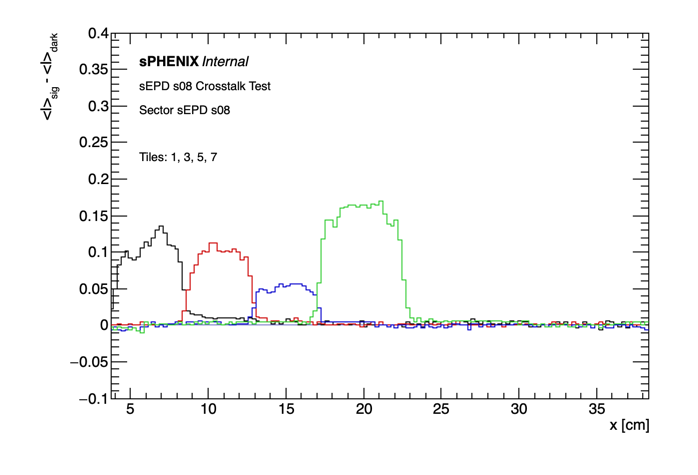 <I>sig - <I>dark
0.4
0.35
0.3
0.25
0.2
0.15
0.1
0.05
0
−0.05
−0.1
sPHENIX Internal
sEPD s08 Crosstalk Test
Sector sEPD s08
Tiles: 1, 3, 5, 7
5 10 15 20 25 30 35
x [cm]